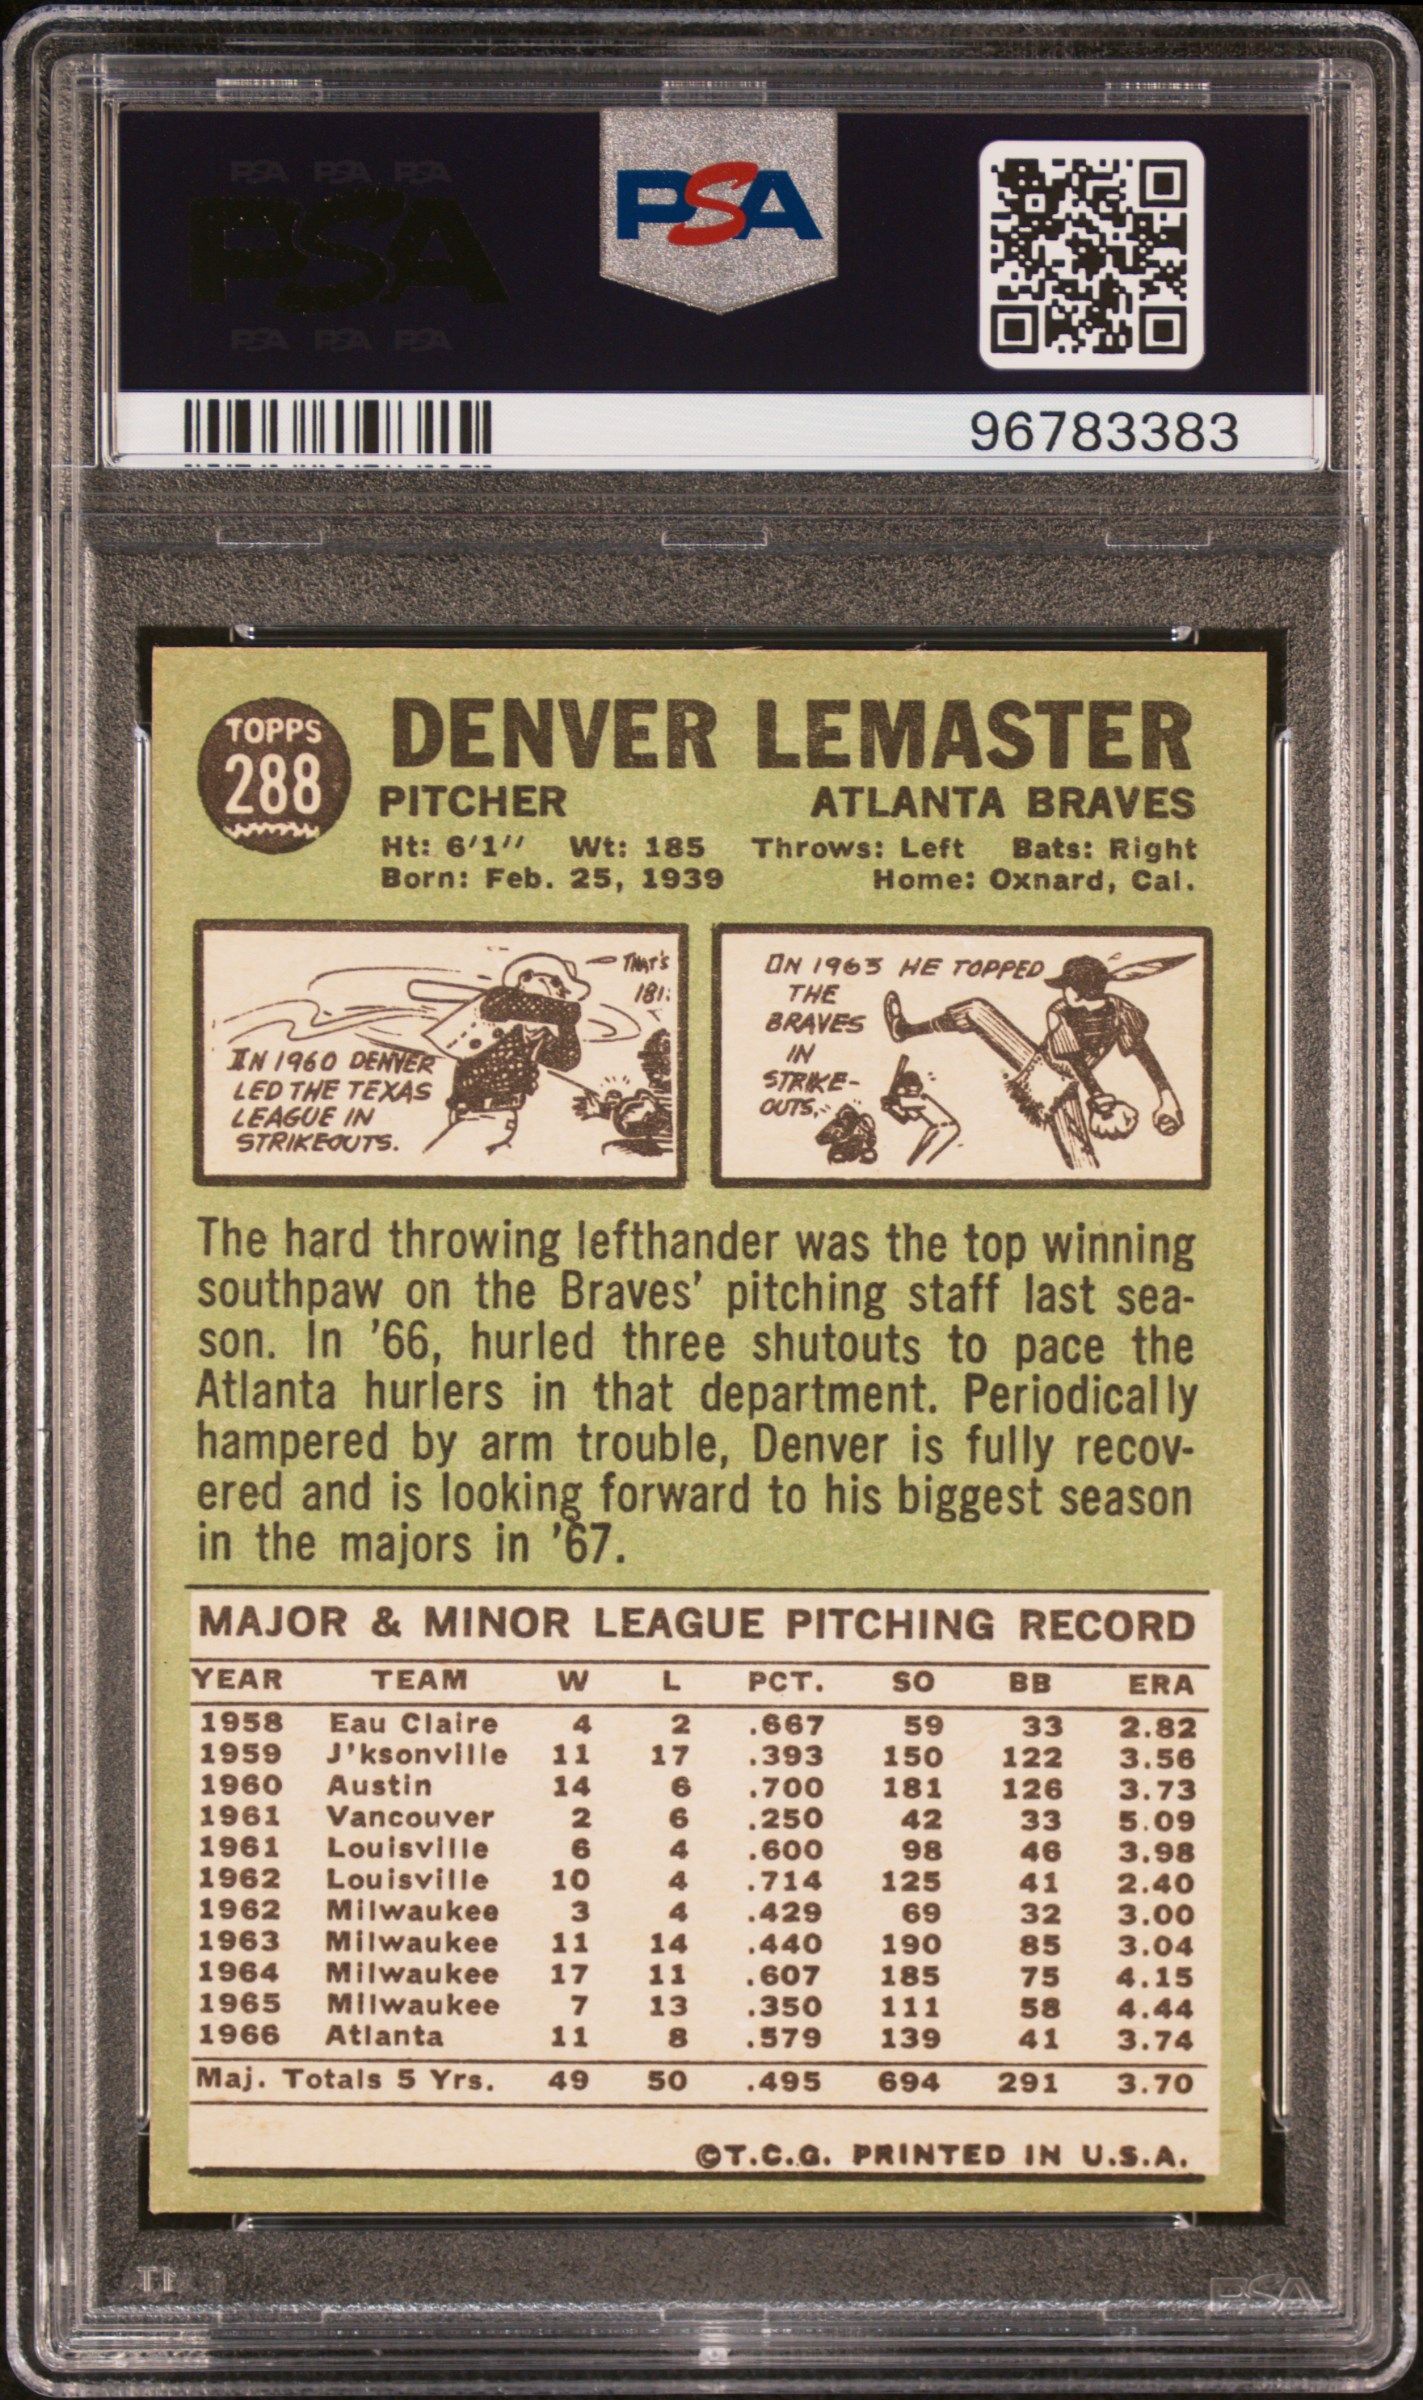 PSA PSA PSA
PSA
PSA PSA PSA
PSA
96783383
TOPPS
288
DENVER LEMASTER
PITCHER ATLANTA BRAVES
Ht: 6'1" Wt: 185 Throws: Left Bats: Right
Born: Feb. 25, 1939 Home: Oxnard, Cal.
THAT'S
181.
IN 1960 DENVER
LED THE TEXAS
LEAGUE IN
STRIKEOUTS.
IN 1963 HE TOPPED
THE
BRAVES
IN
STRIKE-
OUTS.
The hard throwing lefthander was the top winning
southpaw on the Braves' pitching staff last sea-
son. In '66, hurled three shutouts to pace the
Atlanta hurlers in that department. Periodically
hampered by arm trouble, Denver is fully recov-
ered and is looking forward to his biggest season
in the majors in '67.
MAJOR & MINOR LEAGUE PITCHING RECORD
YEAR TEAM W L PCT. SO BB ERA
1958 Eau Claire 4 2 .667 59 33 2.82
1959 J'ksonville 11 17 .393 150 122 3.56
1960 Austin 14 6 .700 181 126 3.73
1961 Vancouver 2 6 .250 42 33 5.09
1961 Louisville 6 4 .600 98 46 3.98
1962 Louisville 10 4 .714 125 41 2.40
1962 Milwaukee 3 4 .429 69 32 3.00
1963 Milwaukee 11 14 .440 190 85 3.04
1964 Milwaukee 17 11 .607 185 75 4.15
1965 Milwaukee 7 13 .350 111 58 4.44
1966 Atlanta 11 8 .579 139 41 3.74
Maj. Totals 5 Yrs. 49 50 .495 694 291 3.70
©T.C.G. PRINTED IN U.S.A.
PSA